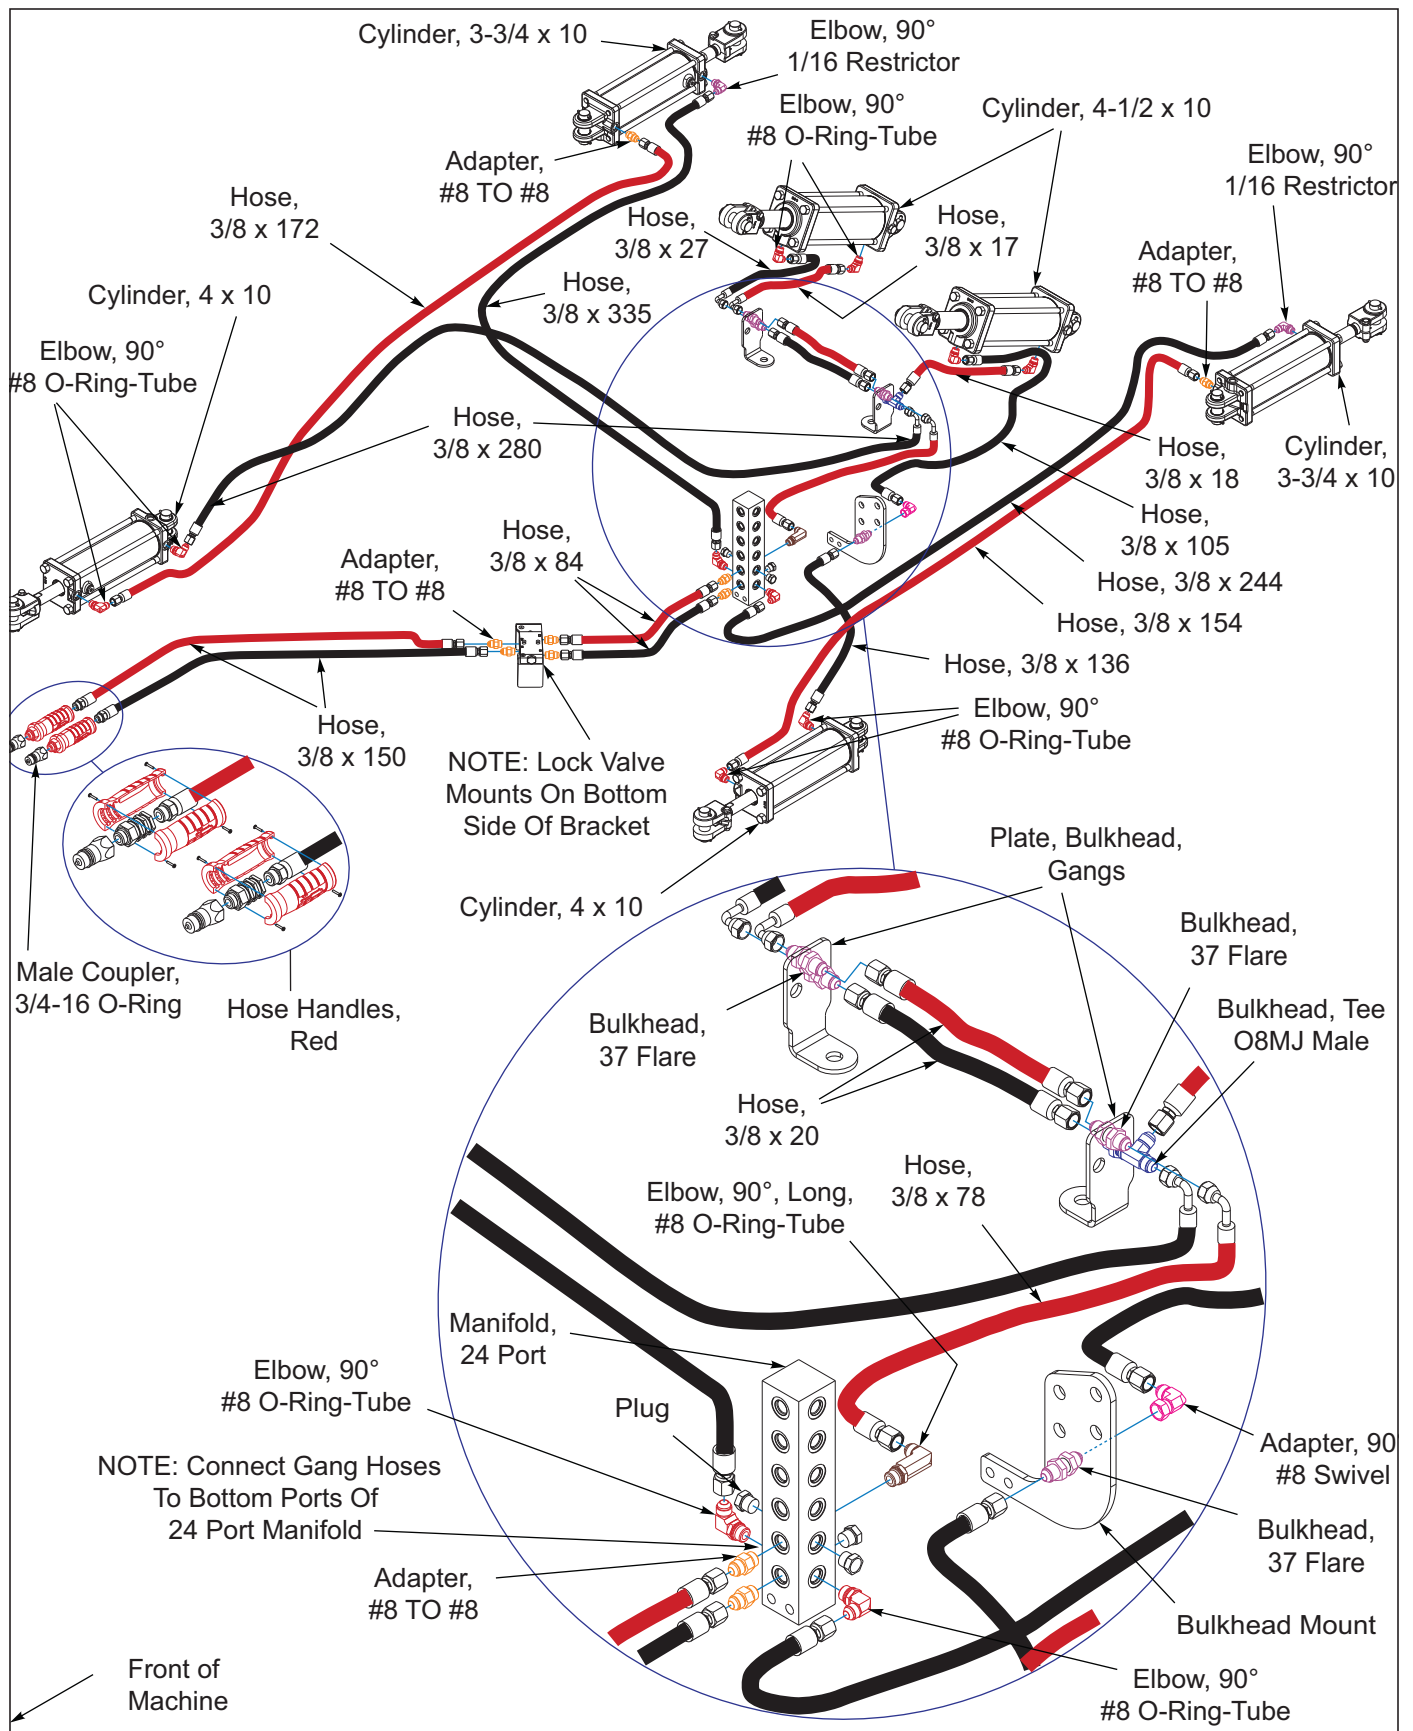 Cylinder, 3-3/4 x 10
Elbow, 90°
1/16 Restrictor
Elbow, 90°
#8 O-Ring-Tube
Cylinder, 4-1/2 x 10
Elbow, 90°
1/16 Restrictor
Adapter,
#8 TO #8
Hose,
3/8 x 172
Hose,
3/8 x 27
Hose,
3/8 x 17
Adapter,
#8 TO #8
Cylinder, 4 x 10
Hose,
3/8 x 335
Elbow, 90°
#8 O-Ring-Tube
Hose,
3/8 x 280
Hose,
3/8 x 18
Cylinder,
3-3/4 x 10
Hose,
3/8 x 84
Hose,
3/8 x 105
Adapter,
#8 TO #8
Hose, 3/8 x 244
Hose, 3/8 x 154
Hose, 3/8 x 136
Hose,
3/8 x 150
Elbow, 90°
#8 O-Ring-Tube
NOTE: Lock Valve
Mounts On Bottom
Side Of Bracket
Plate, Bulkhead,
Gangs
Cylinder, 4 x 10
Bulkhead,
37 Flare
Male Coupler,
3/4-16 O-Ring
Hose Handles,
Red
Bulkhead,
37 Flare
Bulkhead, Tee
O8MJ Male
Hose,
3/8 x 20
Hose,
3/8 x 78
Elbow, 90°, Long,
#8 O-Ring-Tube
Manifold,
24 Port
Elbow, 90°
#8 O-Ring-Tube
Plug
Adapter, 90
#8 Swivel
NOTE: Connect Gang Hoses
To Bottom Ports Of
24 Port Manifold
Bulkhead,
37 Flare
Adapter,
#8 TO #8
Bulkhead Mount
Front of
Machine
Elbow, 90°
#8 O-Ring-Tube